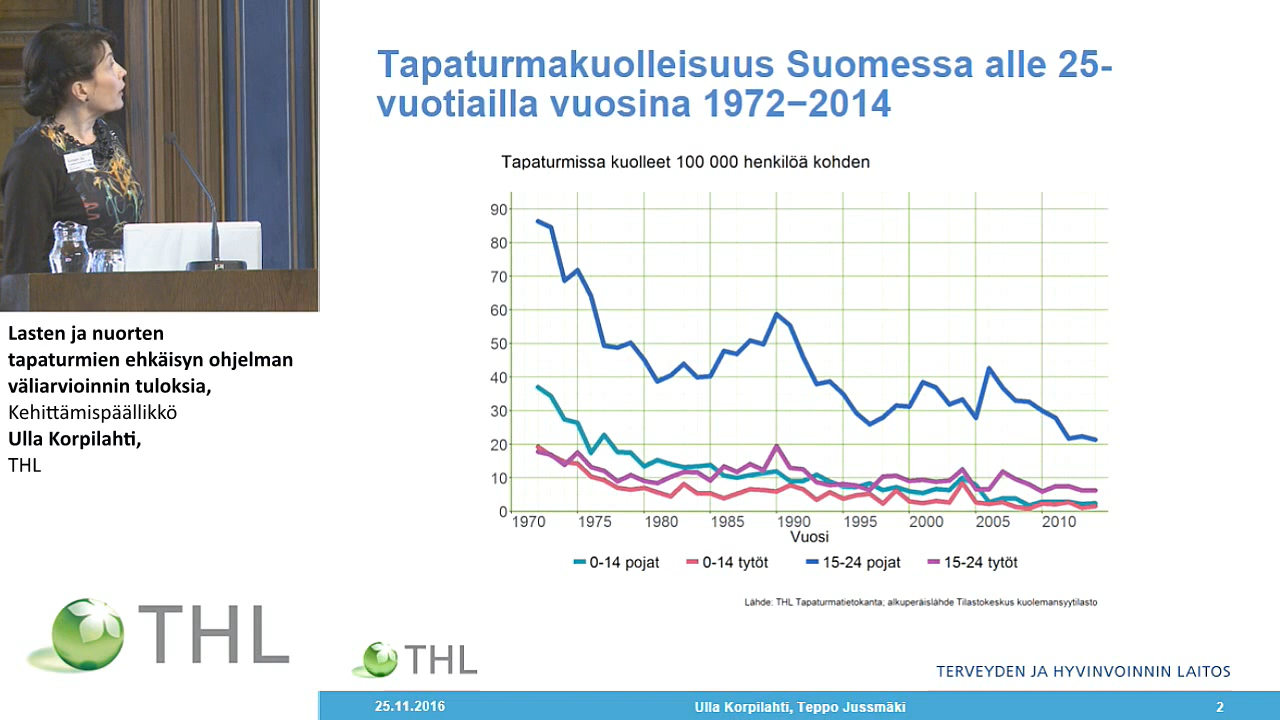 Tapaturmakuolleisuus Suomessa alle 25-
vuotiailla vuosina 1972–2014
Tapaturmissa kuolleet 100 000 henkilöä kohden
90
80
70
60
50
40
30
20
10
0
1970 1975 1980 1985 1990 1995 2000 2005 2010
Vuosi
0-14 pojat 0-14 tytöt 15-24 pojat 15-24 tytöt
Lähde: THL Tapaturmatietokanta; alkuperäislähde Tilastokeskus kuolemansyytilasto
Lasten ja nuorten
tapaturmien ehkäisyn ohjelman
väliarvioinnin tuloksia,
Kehittämispäällikkö
Ulla Korpilahti,
THL
THL
THL
TERVEYDEN JA HYVINVOINNIN LAITOS
25.11.2016 Ulla Korpilahti, Teppo Jussmäki 2